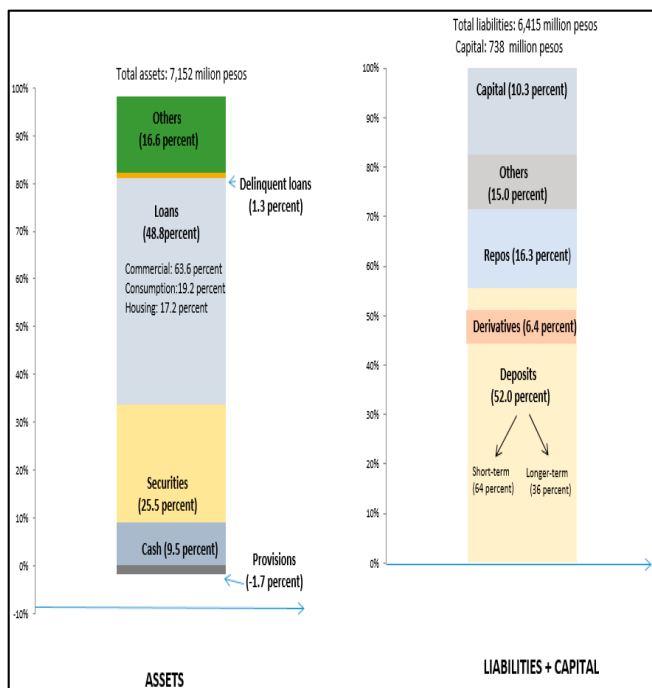 Total assets: 7,152 milion pesos
100%
90%
80%
70%
60%
50%
40%
30%
20%
10%
0%
-10%
Others
(16.6 percent)
Delinquent loans
(1.3 percent)
Loans
(48.8percent)
Commercial: 63.6 percent
Consumption:19.2 percent
Housing: 17.2 percent
Securities
(25.5 percent)
Cash (9.5 percent)
Provisions
(-1.7 percent)
ASSETS
Total liabilities: 6,415 million pesos
Capital: 738 million pesos
100%
90%
80%
70%
60%
50%
40%
30%
20%
10%
0%
Capital (10.3 percent)
Others
(15.0 percent)
Repos (16.3 percent)
Derivatives (6.4 percent)
Deposits
(52.0 percent)
Short-term
(64 percent)
Longer-term
(36 percent)
LIABILITIES + CAPITAL